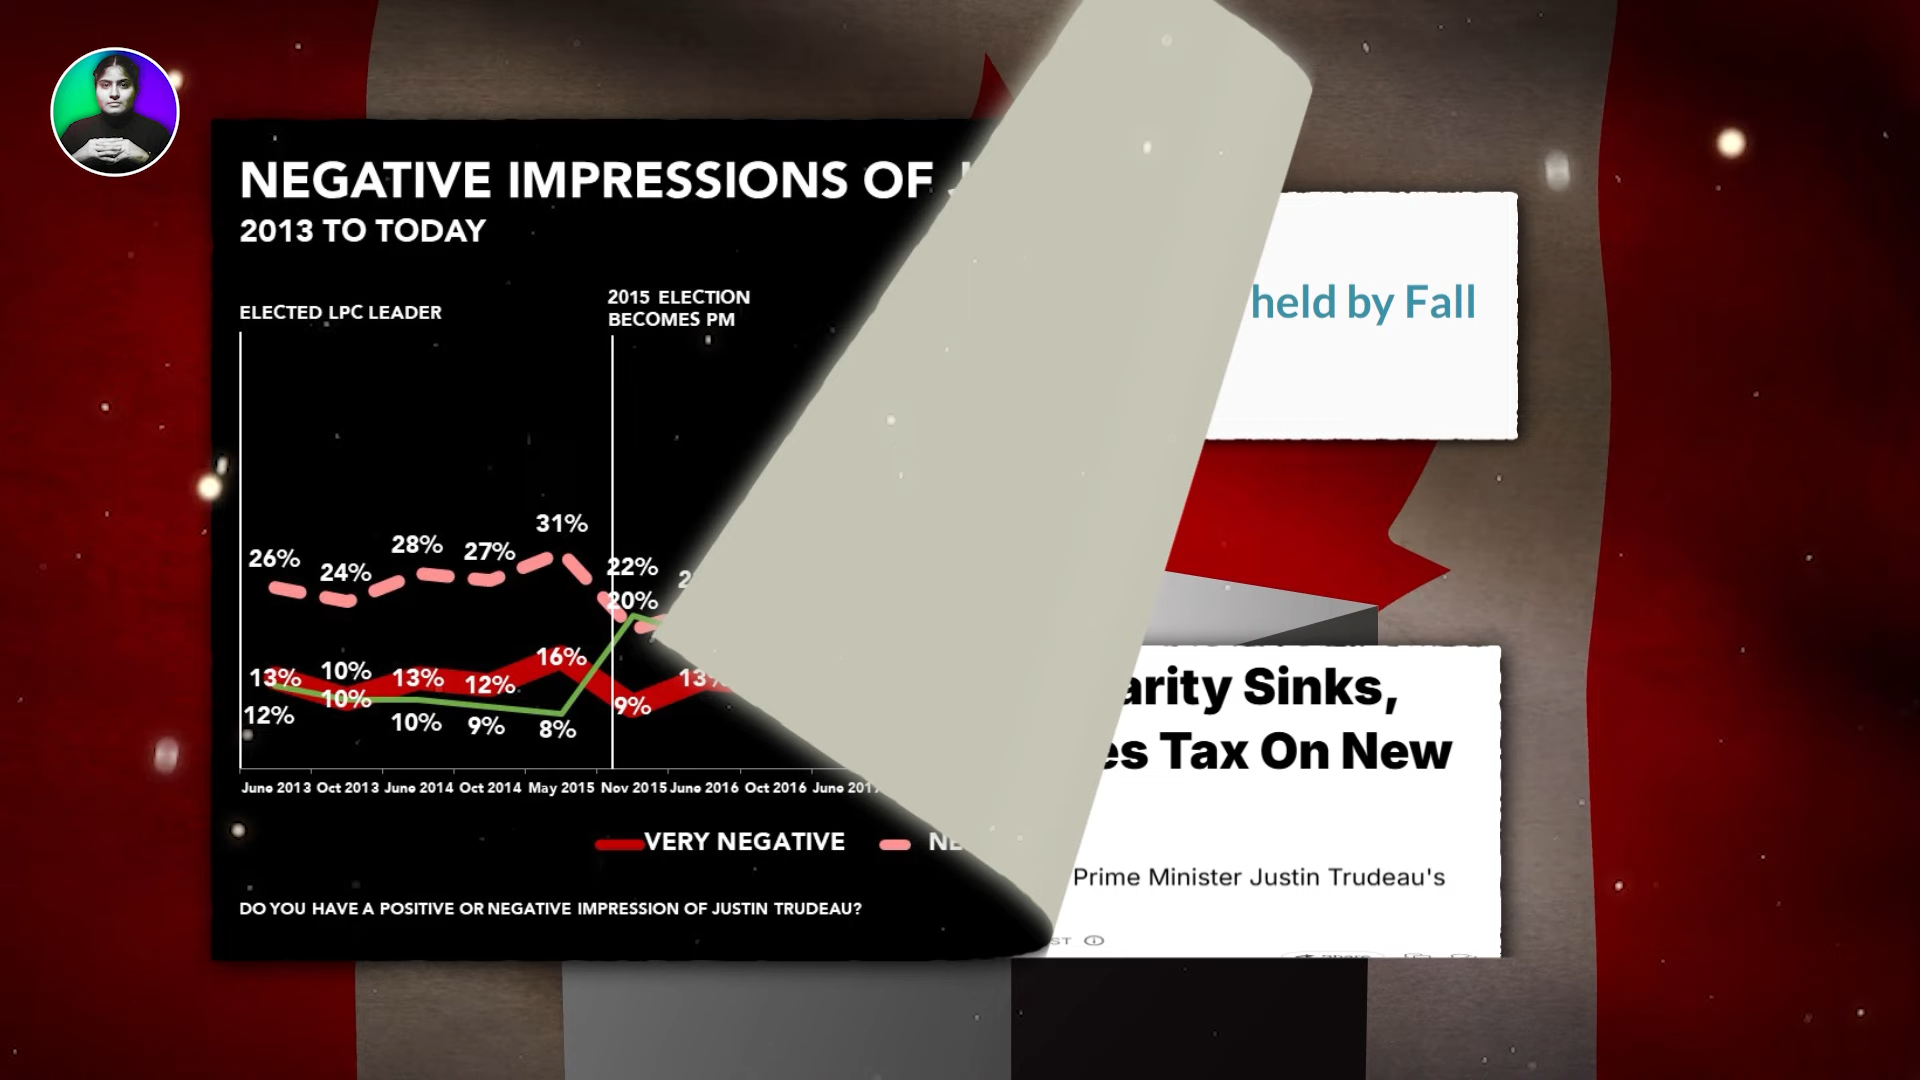 NEGATIVE IMPRESSIONS OF
2013 TO TODAY
ELECTED LPC LEADER
2015 ELECTION
BECOMES PM
31%
28%
27%
26%
24%
22%
20%
16%
13%
10%
13%
12%
13%
10%
9%
12%
10%
9%
8%
June 2013 Oct 2013 June 2014 Oct 2014 May 2015 Nov 2015 June 2016 Oct 2016 June 2017
VERY NEGATIVE
DO YOU HAVE A POSITIVE OR NEGATIVE IMPRESSION OF JUSTIN TRUDEAU?
held by Fall
arity Sinks,
es Tax On New
Prime Minister Justin Trudeau's